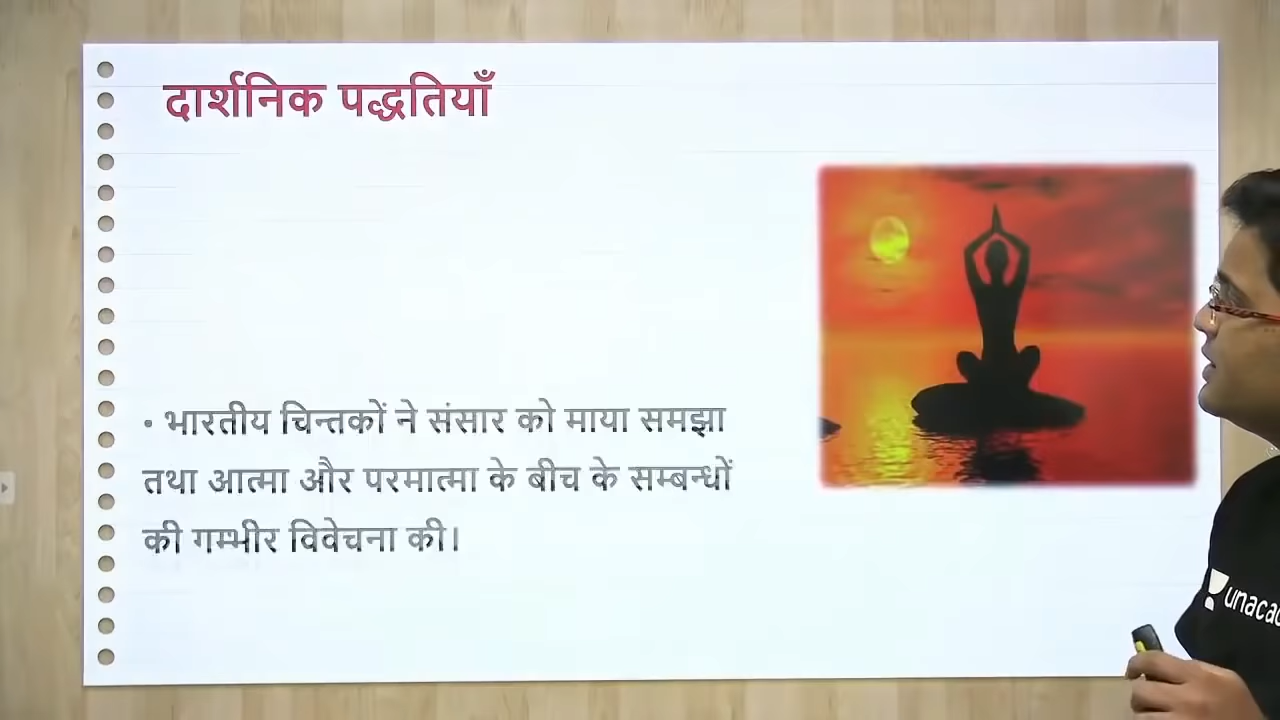 दार्शनिक पद्धतियाँ
• भारतीय चिन्तकों ने संसार को माया समझा
तथा आत्मा और परमात्मा के बीच के सम्बन्धों
की गम्भीर विवेचना की।